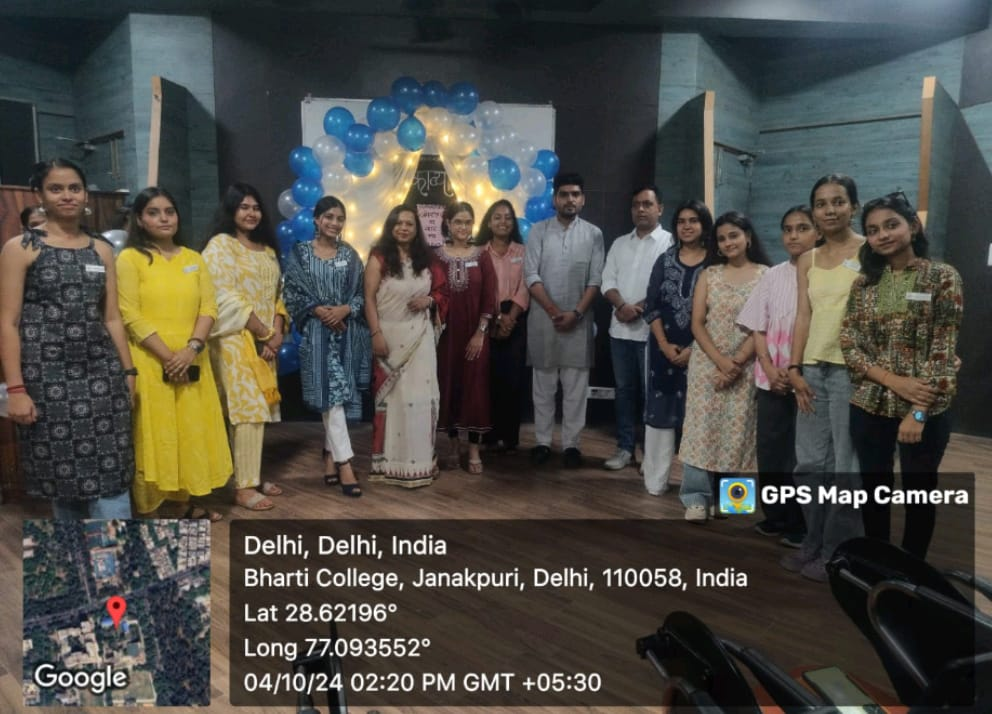 काव्या
GPS Map Camera
Delhi, Delhi, India
Bharti College, Janakpuri, Delhi, 110058, India
Lat 28.62196°
Long 77.093552°
04/10/24 02:20 PM GMT +05:30
Google